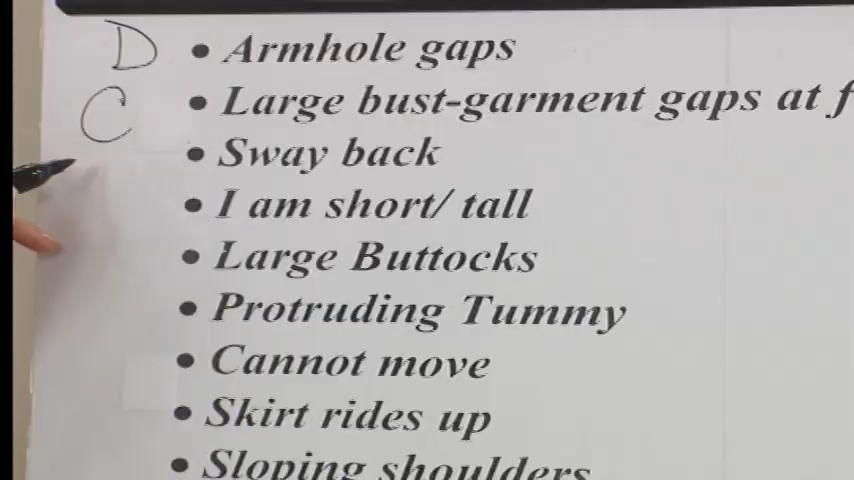 D • Armhole gaps
C • Large bust-garment gaps at
• Sway back
• I am short/ tall
• Large Buttocks
• Protruding Tummy
• Cannot move
• Skirt rides up
• Sloping shoulders